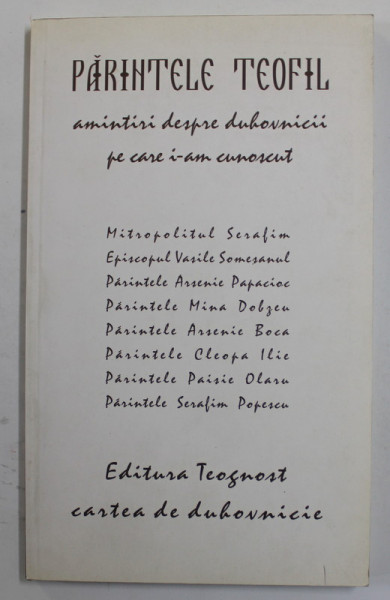 PĂRINTELE TEOFIL
amintiri despre duhovnicii
pe care i-am cunoscut
Mitropolitul Serafim
Episcopul Vasile Somesanul
Părintele Arsenie Papacioc
Părintele Mina Dobzeu
Părintele Arsenie Boca
Părintele Cleopa Ilie
Părintele Paisie Olaru
Părintele Serafim Popescu
Editura Teognost
cartea de duhovnicie